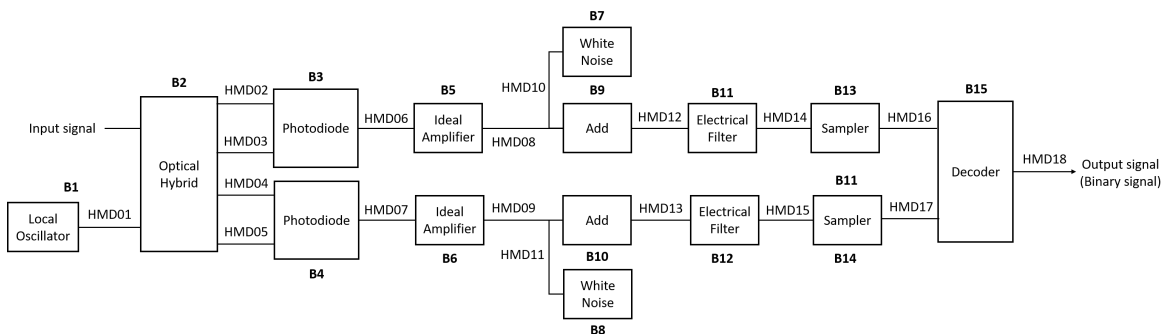 B7
White
Noise
B2
B3
HMD10
B5
B9
B11
B13
B15
HMD02
Input signal
Photodiode
HMD06
Ideal
Amplifier
HMD08
Add
HMD12
Electrical
Filter
HMD14
Sampler
HMD16
HMD03
Optical
Hybrid
Decoder
HMD18
Output signal
(Binary signal)
B1
HMD04
B11
Local
Oscillator
HMD01
Photodiode
HMD07
Ideal
Amplifier
HMD09
Add
HMD13
Electrical
Filter
HMD15
Sampler
HMD17
HMD05
HMD11
B4
B6
B10
B12
B14
White
Noise
B8